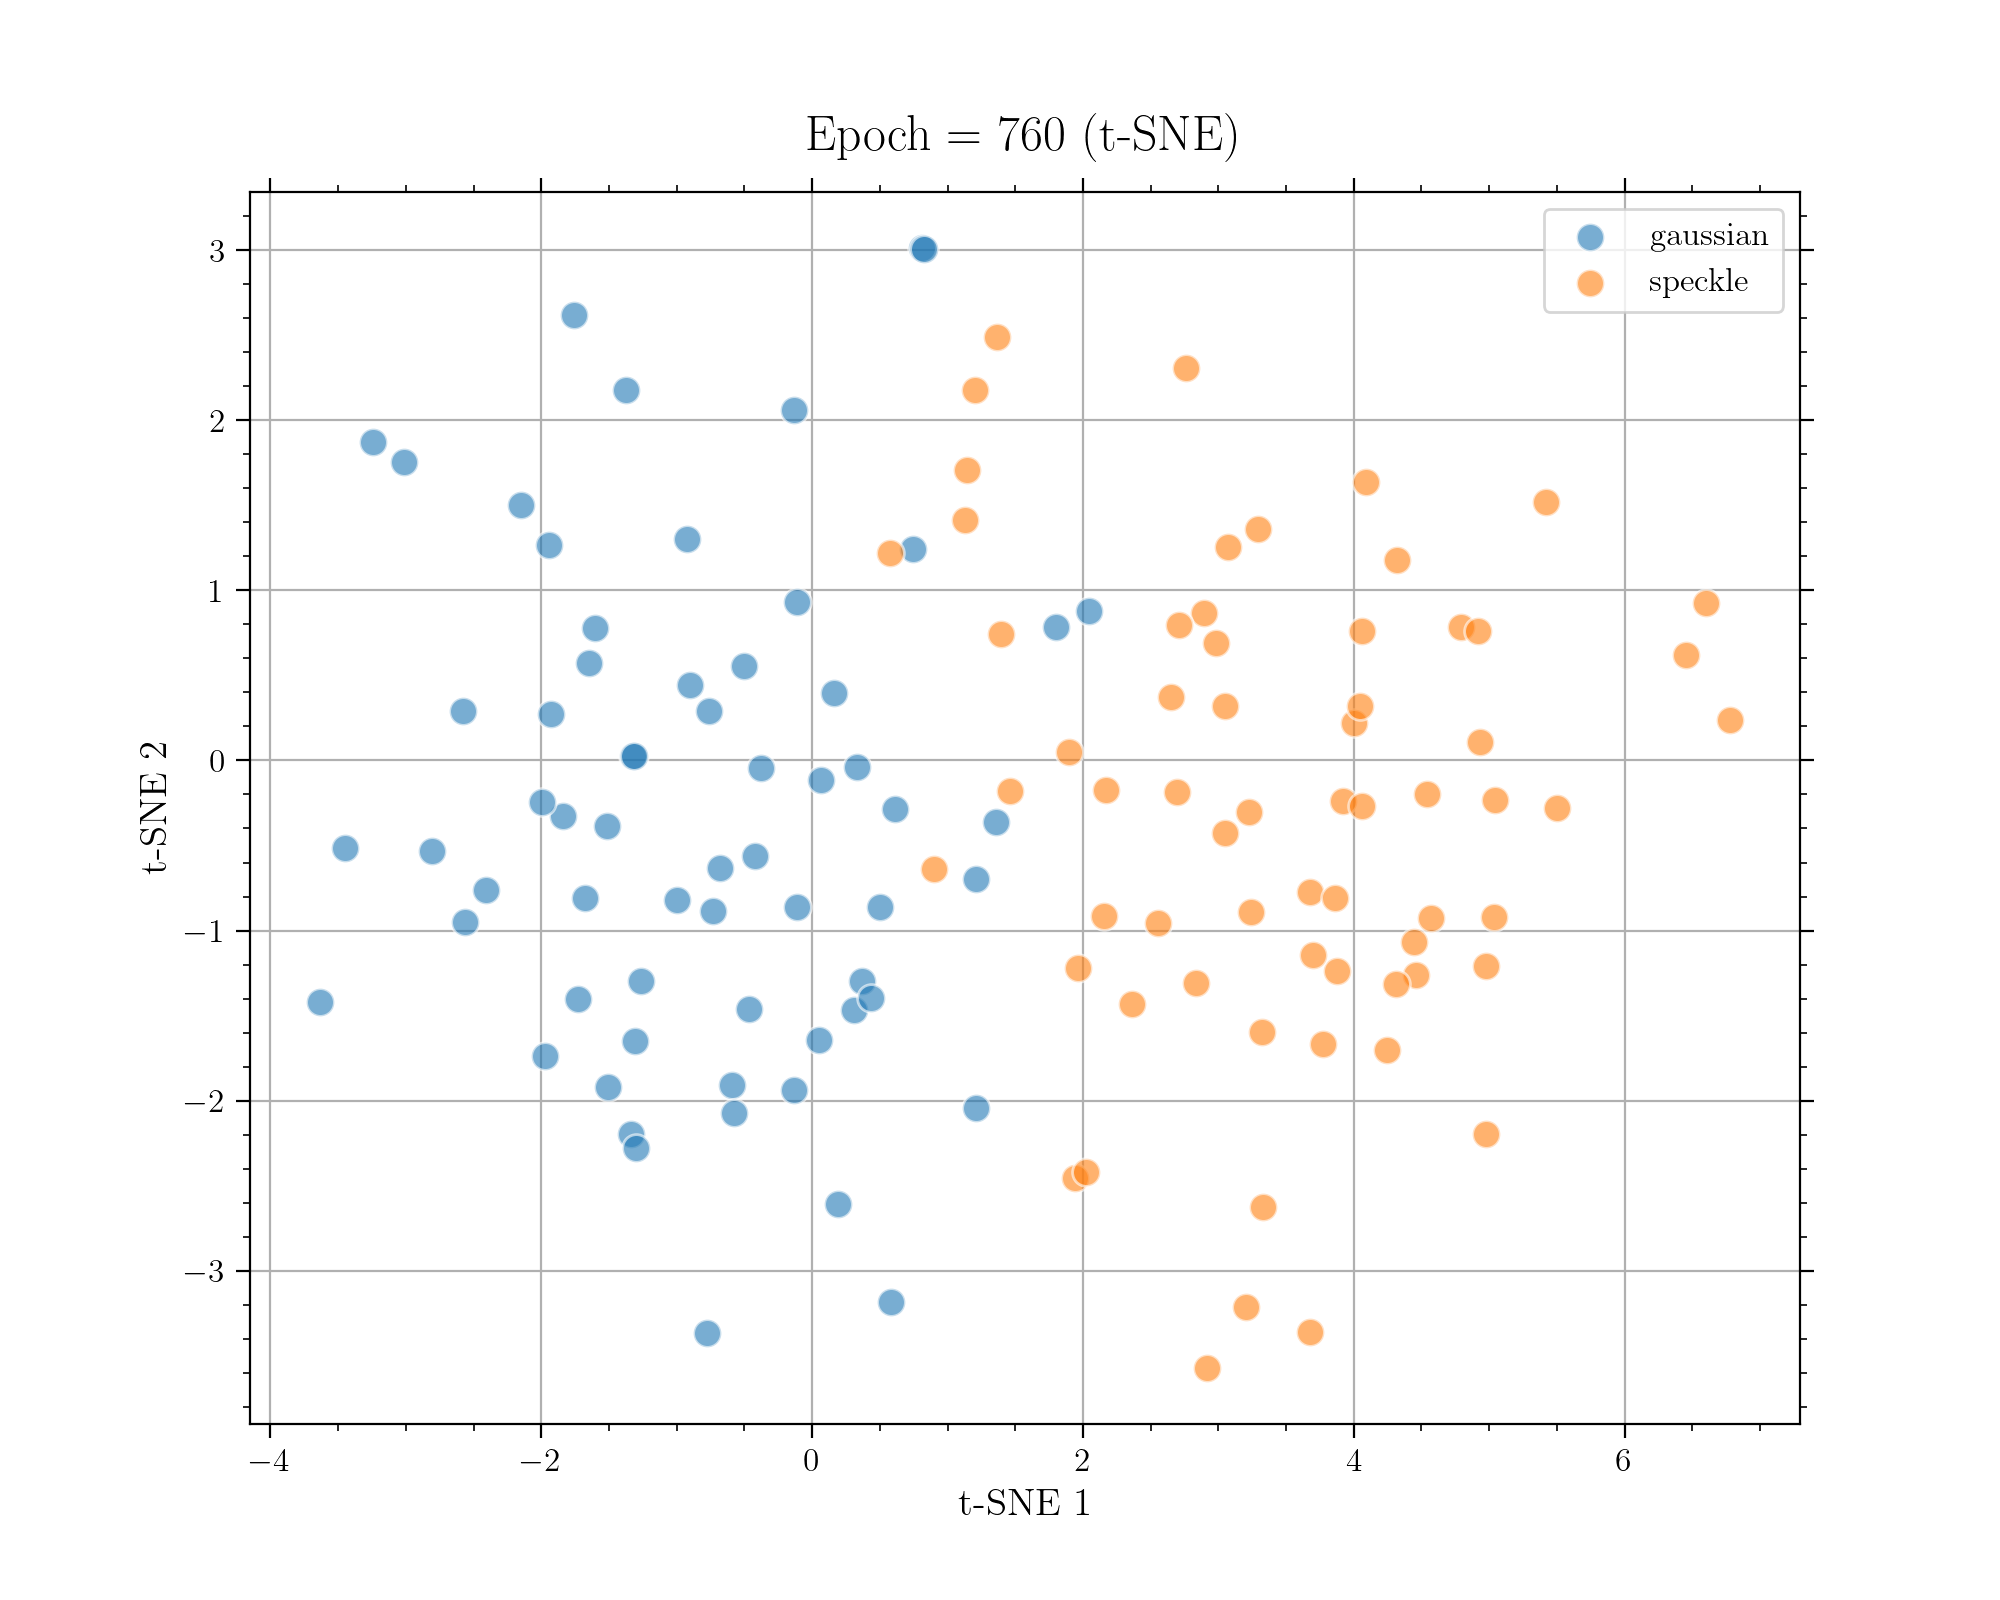 Epoch = 760 (t-SNE)
gaussian
speckle
t-SNE 2
3
2
1
0
−1
−2
−3
−4 −2 0 2 4 6
t-SNE 1